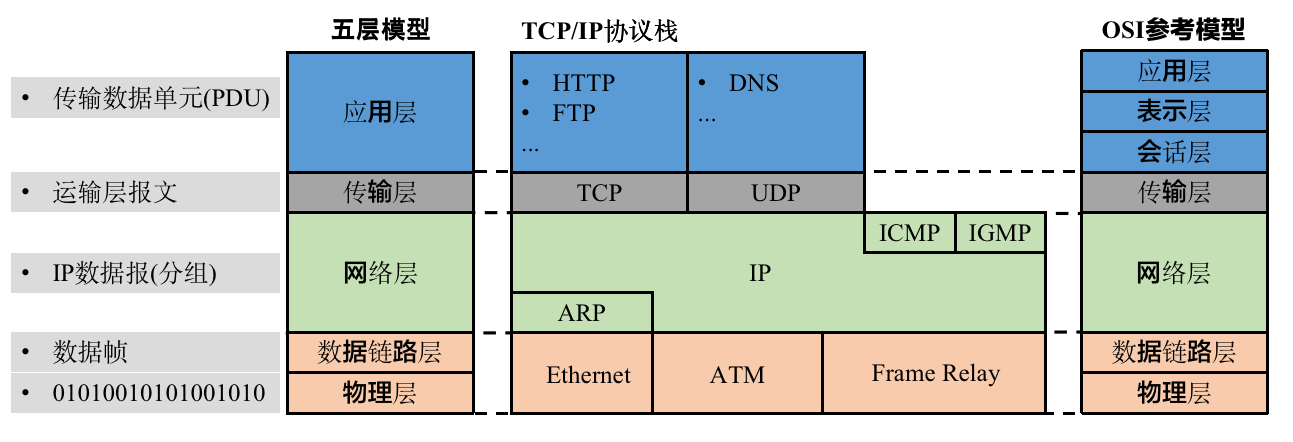 五层模型
TCP/IP协议栈
OSI参考模型
• 传输数据单元(PDU)
应用层
• HTTP
• FTP
...
• DNS
...
应用层
表示层
会话层
• 运输层报文
传输层
TCP
UDP
传输层
• IP数据报(分组)
网络层
ICMP
IGMP
IP
ARP
网络层
• 数据帧
数据链路层
Ethernet
ATM
Frame Relay
数据链路层
• 01010010101001010
物理层
物理层